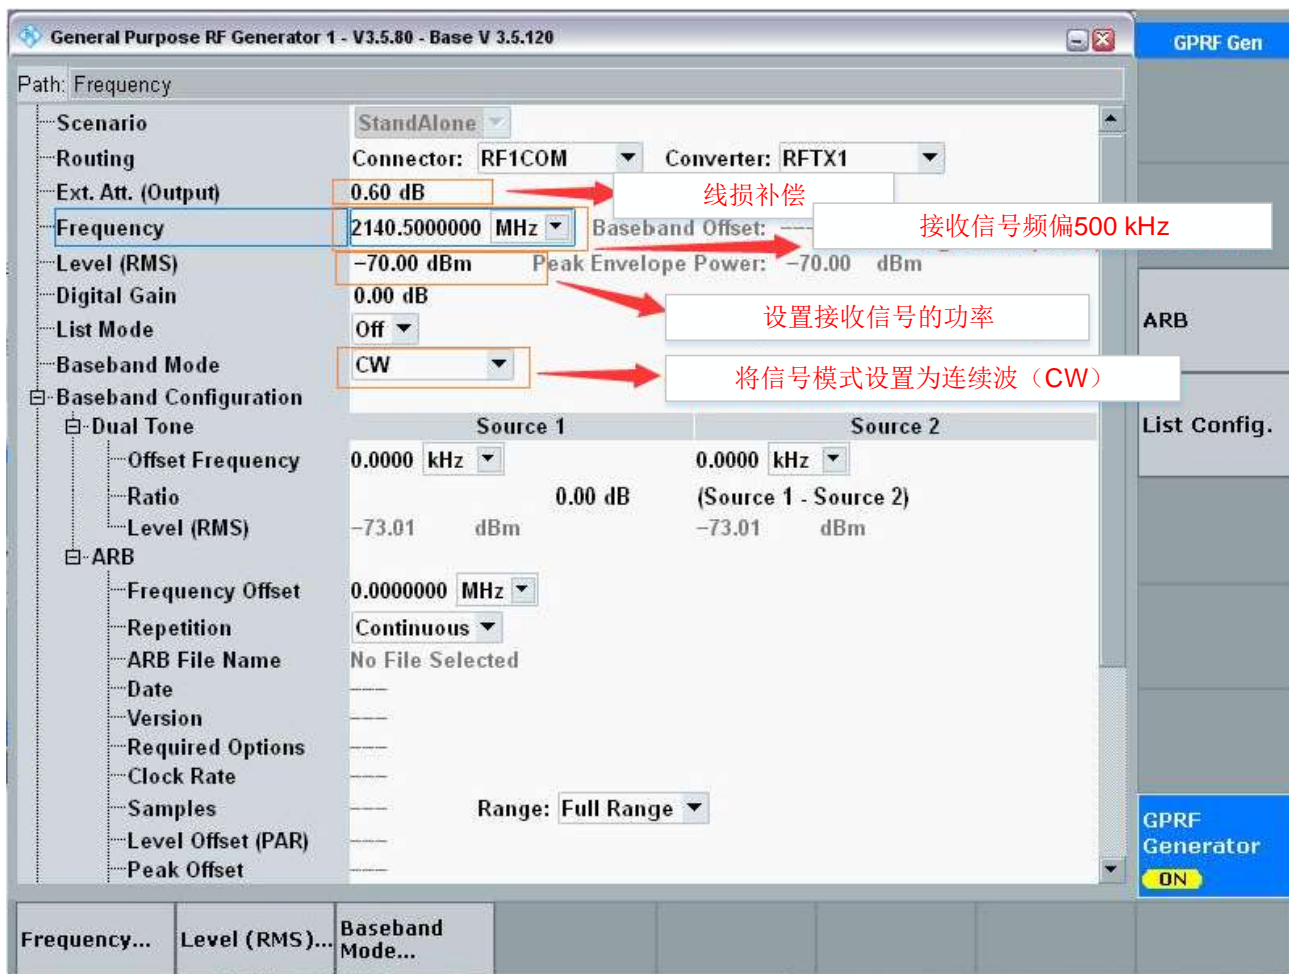 General Purpose RF Generator 1 - V3.5.80 - Base V 3.5.120
GPRF Gen
Path: Frequency
Scenario StandAlone
Routing Connector: RF1COM Converter: RFTX1
Ext. Att. (Output) 0.60 dB 线损补偿
Frequency 2140.5000000 MHz Baseband Offset: 接收信号频偏500 kHz
Level (RMS) −70.00 dBm Peak Envelope Power: −70.00 dBm
Digital Gain 0.00 dB 设置接收信号的功率
ARB
List Mode Off
Baseband Mode CW 将信号模式设置为连续波（CW）
Baseband Configuration
Dual Tone Source 1 Source 2
List Config.
Offset Frequency 0.0000 kHz 0.0000 kHz
Ratio 0.00 dB (Source 1 - Source 2)
Level (RMS) −73.01 dBm −73.01 dBm
ARB
Frequency Offset 0.0000000 MHz
Repetition Continuous
ARB File Name No File Selected
Date −−−
Version −−−
Required Options −−−
Clock Rate −−−
Samples −−− Range: Full Range
Level Offset (PAR) −−−
Peak Offset −−−
GPRF
Generator
ON
Frequency... Level (RMS)... Baseband
Mode...